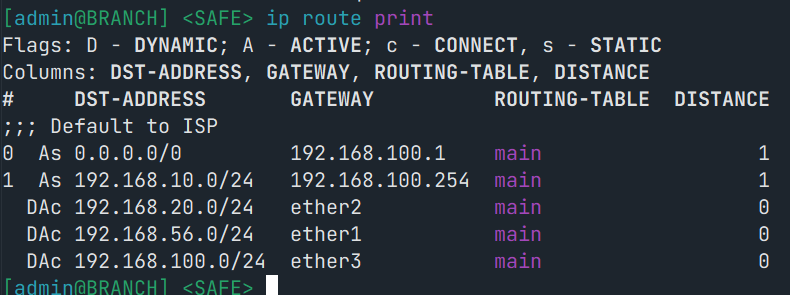 [admin@BRANCH] <SAFE> ip route print
Flags: D - DYNAMIC; A - ACTIVE; c - CONNECT, s - STATIC
Columns: DST-ADDRESS, GATEWAY, ROUTING-TABLE, DISTANCE
#     DST-ADDRESS       GATEWAY          ROUTING-TABLE  DISTANCE
;;; Default to ISP
0  As 0.0.0.0/0         192.168.100.1    main                  1
1  As 192.168.10.0/24   192.168.100.254  main                  1
  DAc 192.168.20.0/24   ether2           main                  0
  DAc 192.168.56.0/24   ether1           main                  0
  DAc 192.168.100.0/24  ether3           main                  0
[admin@BRANCH] <SAFE>